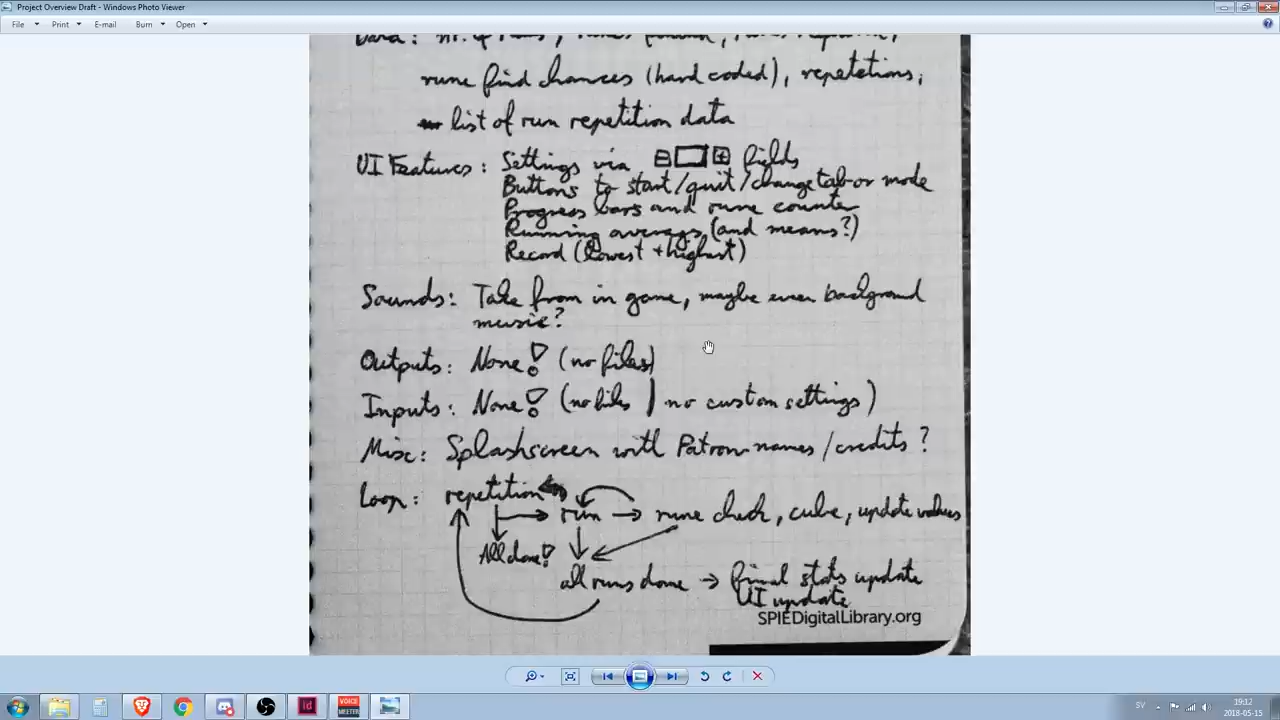 Project Overview Draft - Windows Photo Viewer
File Print E-mail Burn Open
rune find chances (hard coded), repetetions,
list of run repetition data
UI Features: Settings via fields
Buttons to start/quit/change tab or mode
Progress bars and rune counter
Running averags (and means?)
Record (lowest + highest)
Sounds: Take from in game, maybe even background
music?
Outputs: None! (no files)
Inputs: None! (no files / no custom settings)
Misc: Splashscreen with Patron names/credits?
Loop: repetition
run → rune check, cube, update values
All done!
all runs done → final stats update
UI update
SPIEDigitalLibrary.org
VOICE
MEETER
SV
19:12
2018-05-15